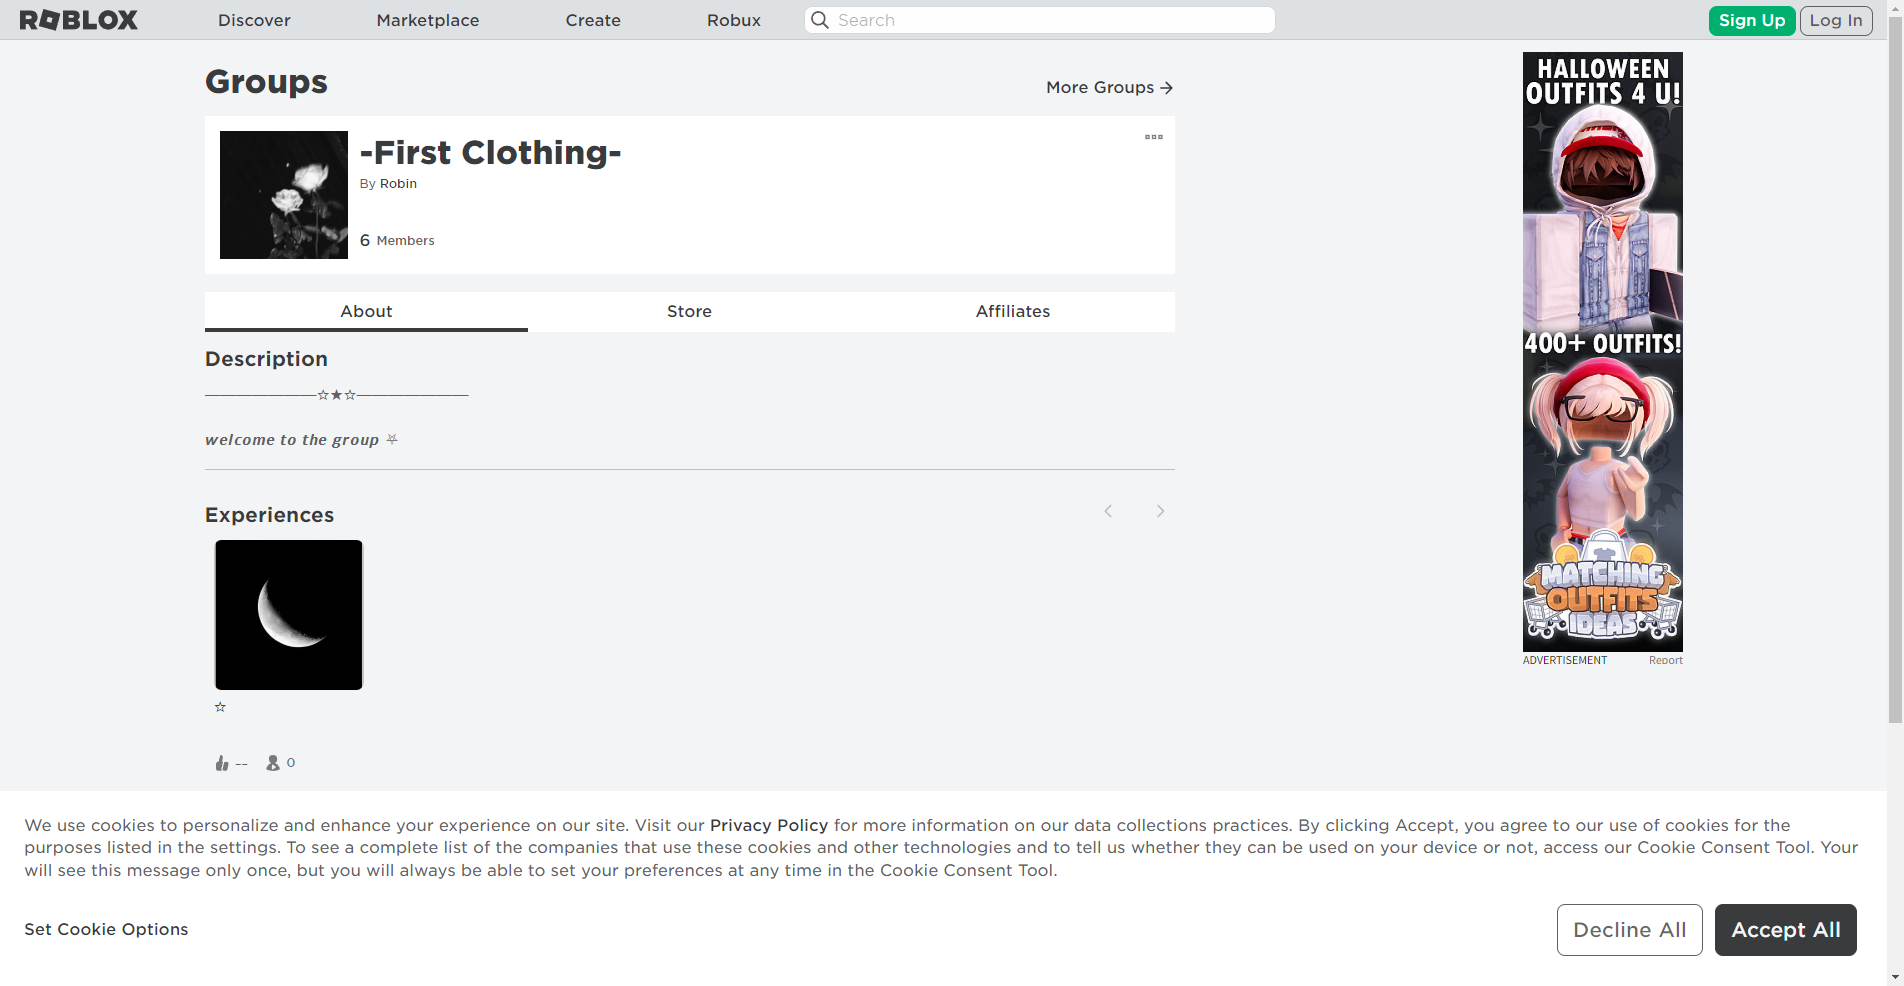 ROBLOX
Discover
Marketplace
Create
Robux
Search
Sign Up
Log In
Groups
More Groups →
-First Clothing-
By Robin
6 Members
About
Store
Affiliates
Description
————————☆★☆————————
welcome to the group ⛧
Experiences
☆
--
0
HALLOWEEN
OUTFITS 4 U!
400+ OUTFITS!
MATCHING
OUTFITS
IDEAS
ADVERTISEMENT
Report
We use cookies to personalize and enhance your experience on our site. Visit our Privacy Policy for more information on our data collections practices. By clicking Accept, you agree to our use of cookies for the
purposes listed in the settings. To see a complete list of the companies that use these cookies and other technologies and to tell us whether they can be used on your device or not, access our Cookie Consent Tool. Your
will see this message only once, but you will always be able to set your preferences at any time in the Cookie Consent Tool.
Set Cookie Options
Decline All
Accept All